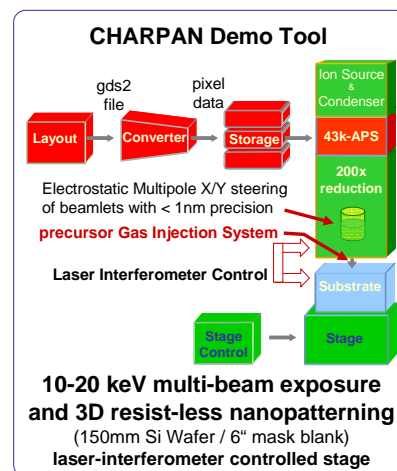 CHARPAN Demo Tool
gds2
file
pixel
data
Ion Source
&
Condenser
Layout
Converter
Storage
43k-APS
200x
reduction
Electrostatic Multipole X/Y steering
of beamlets with < 1nm precision
precursor Gas Injection System
Laser Interferometer Control
Substrate
Stage
Control
Stage
10-20 keV multi-beam exposure
and 3D resist-less nanopatterning
(150mm Si Wafer / 6“ mask blank)
laser-interferometer controlled stage